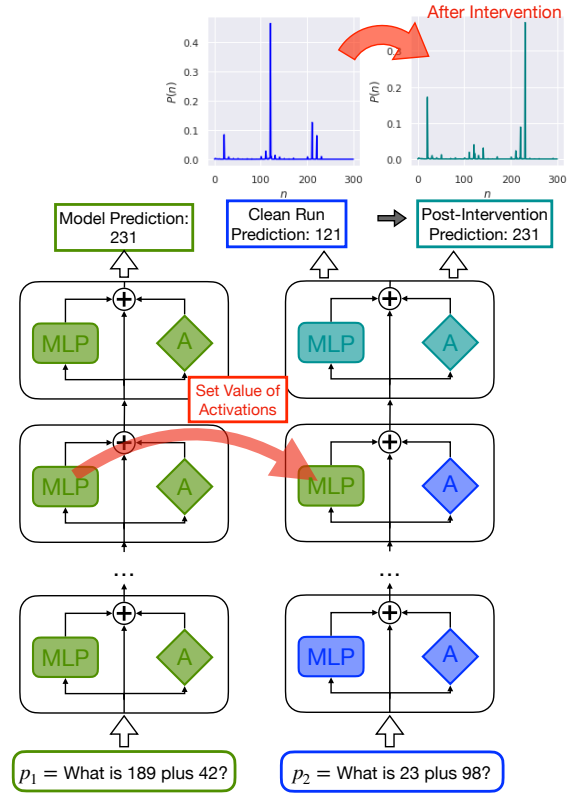 After Intervention
0.4
0.3
0.2
0.1
0.0
P(n)
0
100
200
300
n
0.3
0.2
0.1
0.0
P(n)
0
100
200
300
n
Model Prediction:
231
Clean Run
Prediction: 121
Post-Intervention
Prediction: 231
MLP
A
MLP
A
Set Value of
Activations
MLP
A
MLP
A
...
...
MLP
A
MLP
A
p₁ = What is 189 plus 42?
p₂ = What is 23 plus 98?